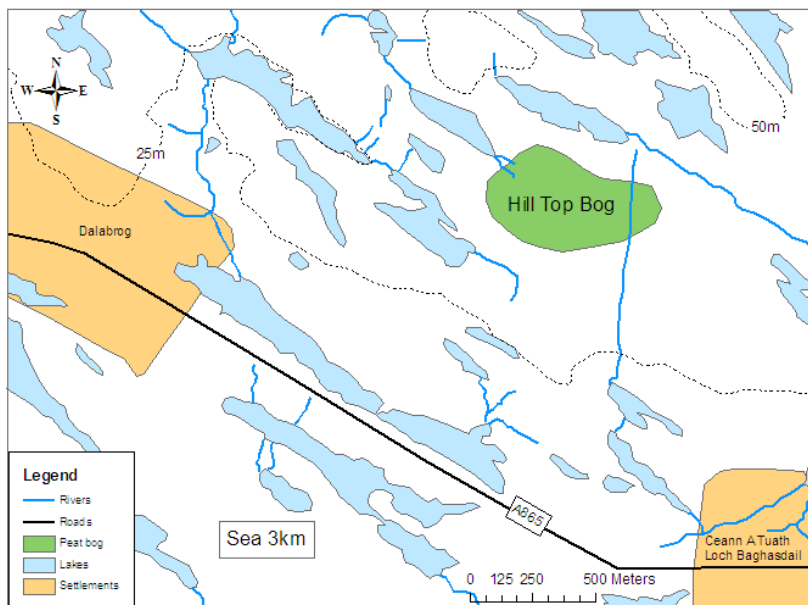 N
W E
S
25m
50m
Hill Top Bog
Dalabrog
Legend
Rivers
Roads
Peat bog
Lakes
Settlements
Sea 3km
A865
Ceann A Tuath
Loch Baghasdail
0 125 250 500 Meters